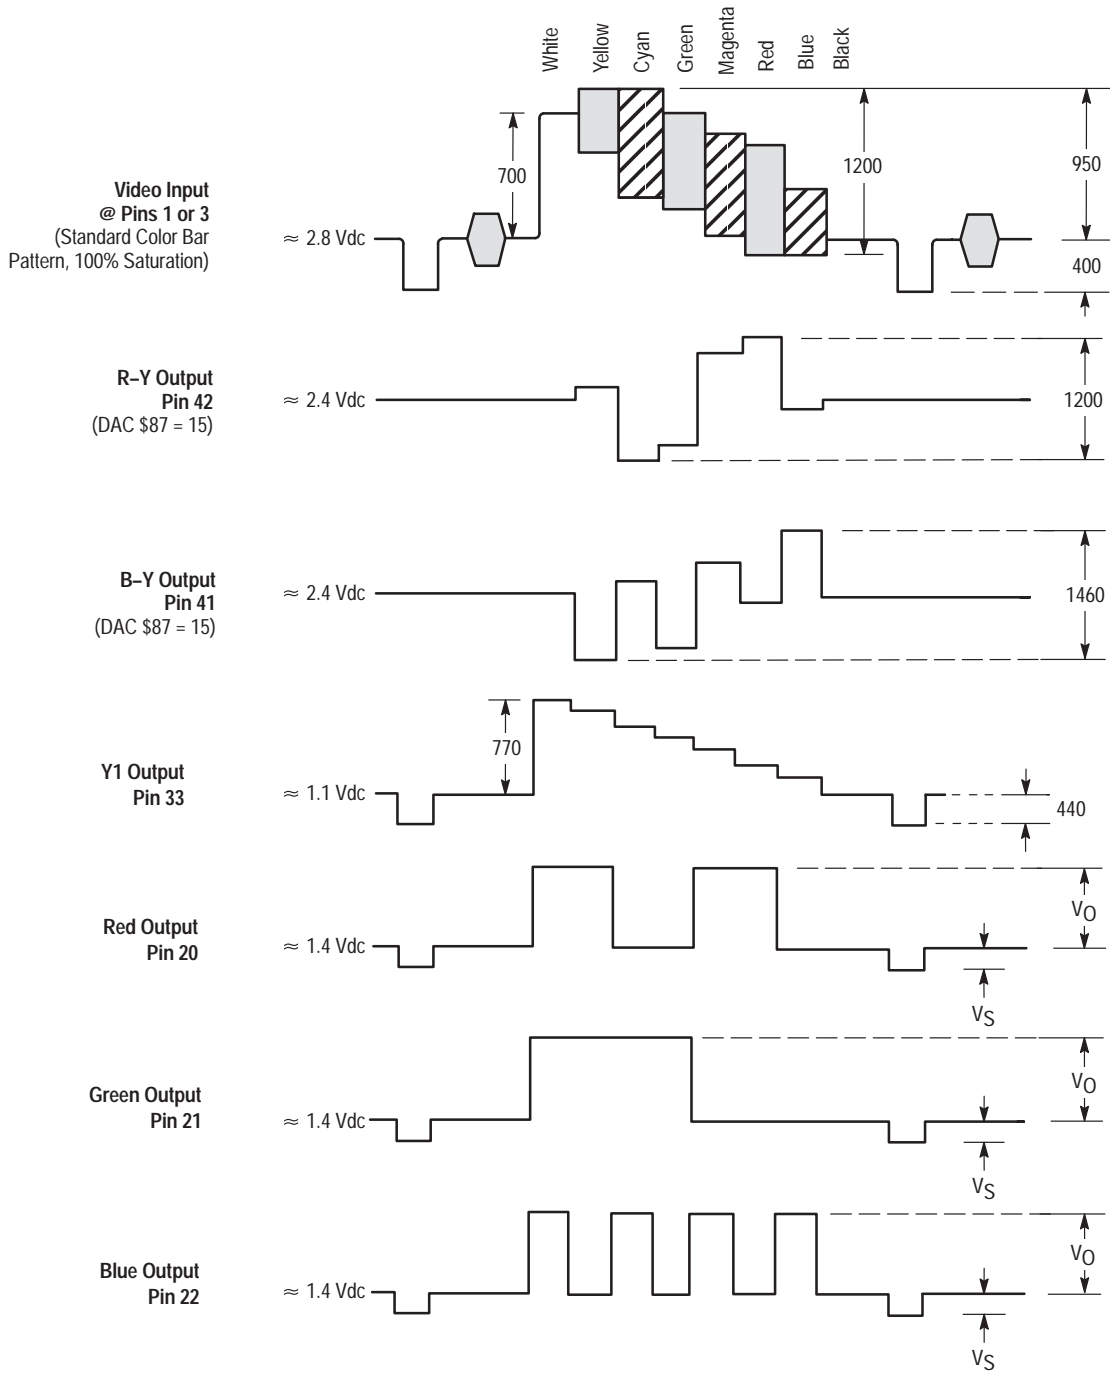 White
Yellow
Cyan
Green
Magenta
Red
Blue
Black
Video Input
@ Pins 1 or 3
(Standard Color Bar
Pattern, 100% Saturation)
≈ 2.8 Vdc
700
1200
950
400
R–Y Output
Pin 42
(DAC $87 = 15)
≈ 2.4 Vdc
1200
B–Y Output
Pin 41
(DAC $87 = 15)
≈ 2.4 Vdc
1460
Y1 Output
Pin 33
≈ 1.1 Vdc
770
440
Red Output
Pin 20
≈ 1.4 Vdc
VO
VS
Green Output
Pin 21
≈ 1.4 Vdc
VO
VS
Blue Output
Pin 22
≈ 1.4 Vdc
VO
VS